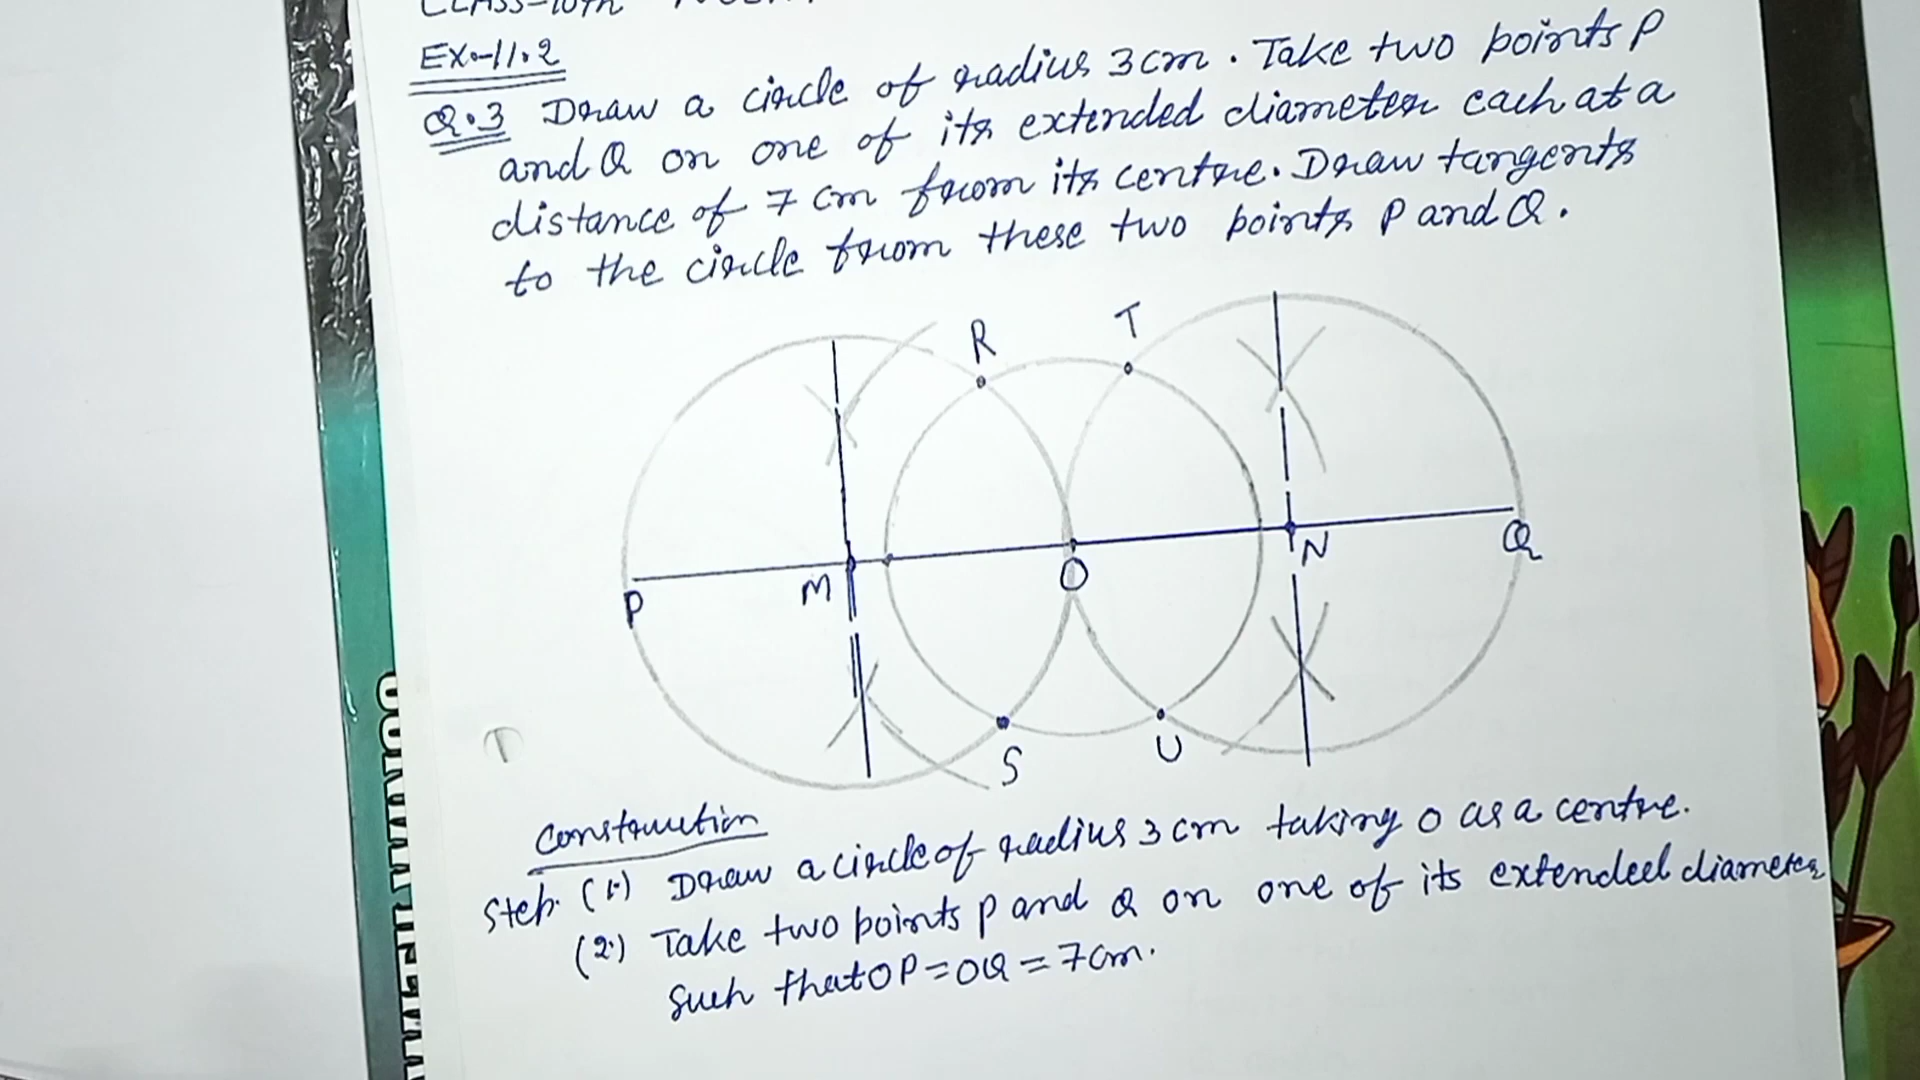 CLASS-10th
EX.-11.2
Q.3 Draw a circle of radius 3cm. Take two points P
and Q on one of its extended diameter each at a
distance of 7 cm from its centre. Draw tangents
to the circle from these two points P and Q.
R T
P M O N Q
S U
Construction
Step. (1.) Draw a circle of radius 3 cm taking O as a centre.
(2.) Take two points P and Q on one of its extended diameter
such that OP=OQ=7cm.